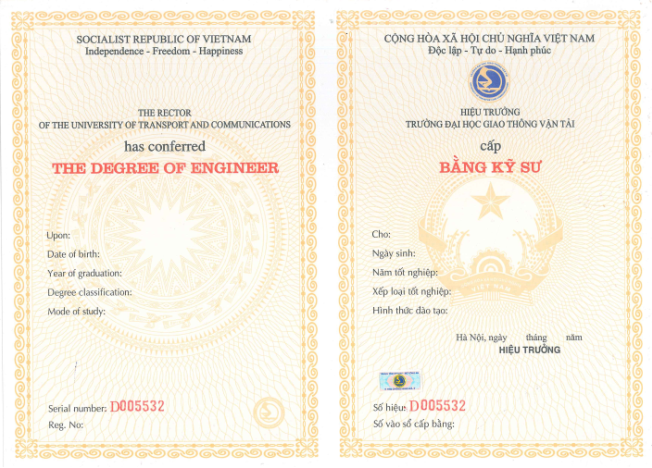 SOCIALIST REPUBLIC OF VIETNAM
Independence - Freedom - Happiness
THE RECTOR
OF THE UNIVERSITY OF TRANSPORT AND COMMUNICATIONS
has conferred
THE DEGREE OF ENGINEER
Upon:
Date of birth:
Year of graduation:
Degree classification:
Mode of study:
Serial number: D005532
Reg. No:
CỘNG HÒA XÃ HỘI CHỦ NGHĨA VIỆT NAM
Độc lập - Tự do - Hạnh phúc
HIỆU TRƯỞNG
TRƯỜNG ĐẠI HỌC GIAO THÔNG VẬN TẢI
cấp
BẰNG KỸ SƯ
VIỆT NAM
Cho:
Ngày sinh:
Năm tốt nghiệp:
Xếp loại tốt nghiệp:
Hình thức đào tạo:
Hà Nội, ngày tháng năm
HIỆU TRƯỞNG
Số hiệu: D005532
Số vào sổ cấp bằng: